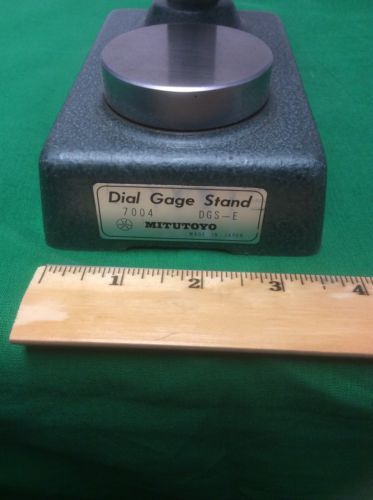 Dial Gage Stand
7004 DGS-E
MITUTOYO
MADE IN JAPAN
1 2 3 4